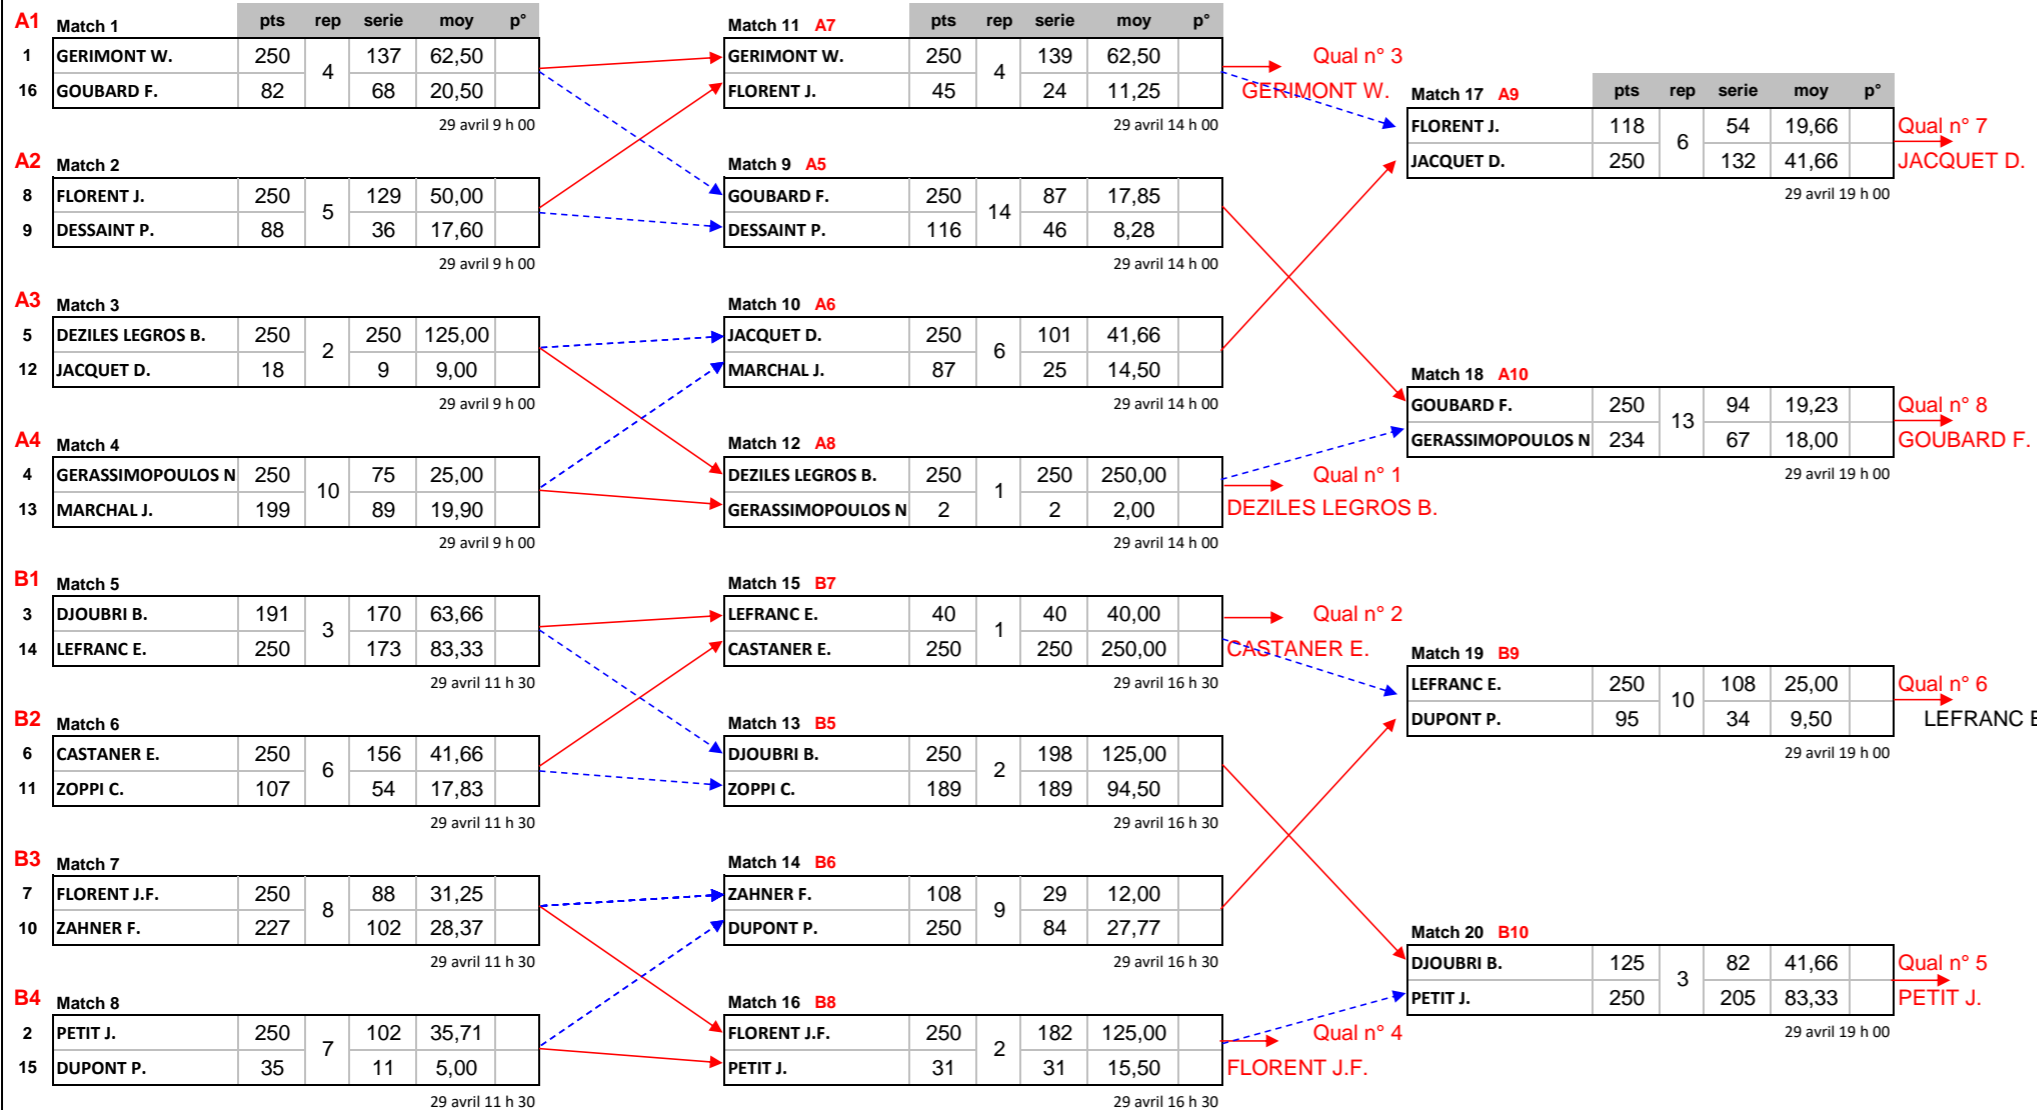 A1 Match 1 pts rep serie moy p°
1 GERIMONT W. 250 4 137 62,50
16 GOUBARD F. 82 68 20,50
29 avril 9 h 00
A2 Match 2
8 FLORENT J. 250 5 129 50,00
9 DESSAINT P. 88 36 17,60
29 avril 9 h 00
A3 Match 3
5 DEZILES LEGROS B. 250 2 250 125,00
12 JACQUET D. 18 9 9,00
29 avril 9 h 00
A4 Match 4
4 GERASSIMOPOULOS N 250 10 75 25,00
13 MARCHAL J. 199 89 19,90
29 avril 9 h 00
B1 Match 5
3 DJOUBRI B. 191 3 170 63,66
14 LEFRANC E. 250 173 83,33
29 avril 11 h 30
B2 Match 6
6 CASTANER E. 250 6 156 41,66
11 ZOPPI C. 107 54 17,83
29 avril 11 h 30
B3 Match 7
7 FLORENT J.F. 250 8 88 31,25
10 ZAHNER F. 227 102 28,37
29 avril 11 h 30
B4 Match 8
2 PETIT J. 250 7 102 35,71
15 DUPONT P. 35 11 5,00
29 avril 11 h 30
Match 11 A7 pts rep serie moy p°
GERIMONT W. 250 4 139 62,50
FLORENT J. 45 24 11,25
29 avril 14 h 00
Qual n° 3
GERIMONT W.
Match 9 A5
GOUBARD F. 250 14 87 17,85
DESSAINT P. 116 46 8,28
29 avril 14 h 00
Match 10 A6
JACQUET D. 250 6 101 41,66
MARCHAL J. 87 25 14,50
29 avril 14 h 00
Match 12 A8
DEZILES LEGROS B. 250 1 250 250,00
GERASSIMOPOULOS N 2 2 2,00
29 avril 14 h 00
Qual n° 1
DEZILES LEGROS B.
Match 15 B7
LEFRANC E. 40 1 40 40,00
CASTANER E. 250 250 250,00
29 avril 16 h 30
Qual n° 2
CASTANER E.
Match 13 B5
DJOUBRI B. 250 2 198 125,00
ZOPPI C. 189 189 94,50
29 avril 16 h 30
Match 14 B6
ZAHNER F. 108 9 29 12,00
DUPONT P. 250 84 27,77
29 avril 16 h 30
Match 16 B8
FLORENT J.F. 250 2 182 125,00
PETIT J. 31 31 15,50
29 avril 16 h 30
Qual n° 4
FLORENT J.F.
Match 17 A9 pts rep serie moy p°
FLORENT J. 118 6 54 19,66
JACQUET D. 250 132 41,66
29 avril 19 h 00
Qual n° 7
JACQUET D.
Match 18 A10
GOUBARD F. 250 13 94 19,23
GERASSIMOPOULOS N 234 67 18,00
29 avril 19 h 00
Qual n° 8
GOUBARD F.
Match 19 B9
LEFRANC E. 250 10 108 25,00
DUPONT P. 95 34 9,50
29 avril 19 h 00
Qual n° 6
LEFRANC E
Match 20 B10
DJOUBRI B. 125 3 82 41,66
PETIT J. 250 205 83,33
29 avril 19 h 00
Qual n° 5
PETIT J.